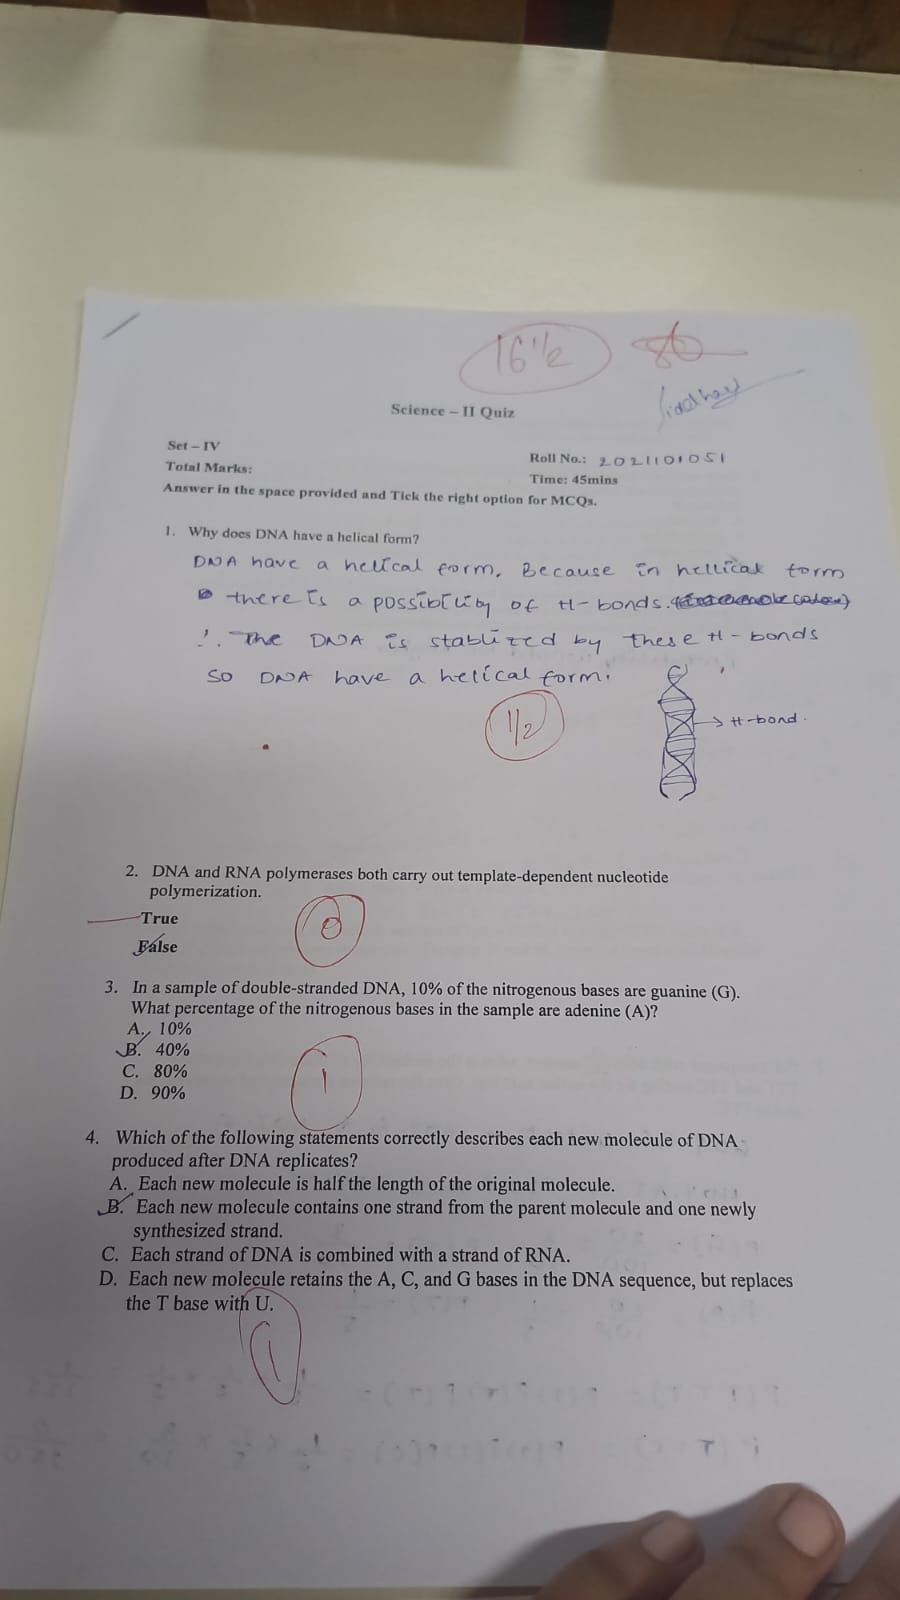 16 1/2
Science – II Quiz
Set – IV
Roll No.: 2021101051
Total Marks:
Time: 45mins
Answer in the space provided and Tick the right option for MCQs.
1. Why does DNA have a helical form?
DNA have a helical form. Because in hellical form
there is a possibility of H-bonds.
∴ The DNA is stablized by these H-bonds
so DNA have a helical form.
H-bond.
1/2
2. DNA and RNA polymerases both carry out template-dependent nucleotide
polymerization.
True
False
0
3. In a sample of double-stranded DNA, 10% of the nitrogenous bases are guanine (G).
What percentage of the nitrogenous bases in the sample are adenine (A)?
A. 10%
B. 40%
C. 80%
D. 90%
1
4. Which of the following statements correctly describes each new molecule of DNA
produced after DNA replicates?
A. Each new molecule is half the length of the original molecule.
B. Each new molecule contains one strand from the parent molecule and one newly
synthesized strand.
C. Each strand of DNA is combined with a strand of RNA.
D. Each new molecule retains the A, C, and G bases in the DNA sequence, but replaces
the T base with U.
1